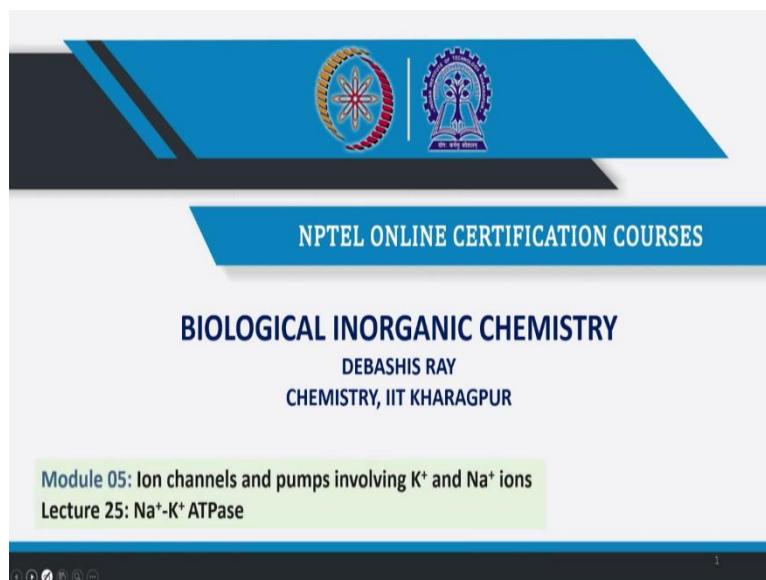 NPTEL ONLINE CERTIFICATION COURSES
BIOLOGICAL INORGANIC CHEMISTRY
DEBASHIS RAY
CHEMISTRY, IIT KHARAGPUR
Module 05: Ion channels and pumps involving K⁺ and Na⁺ ions
Lecture 25: Na⁺-K⁺ ATPase
1